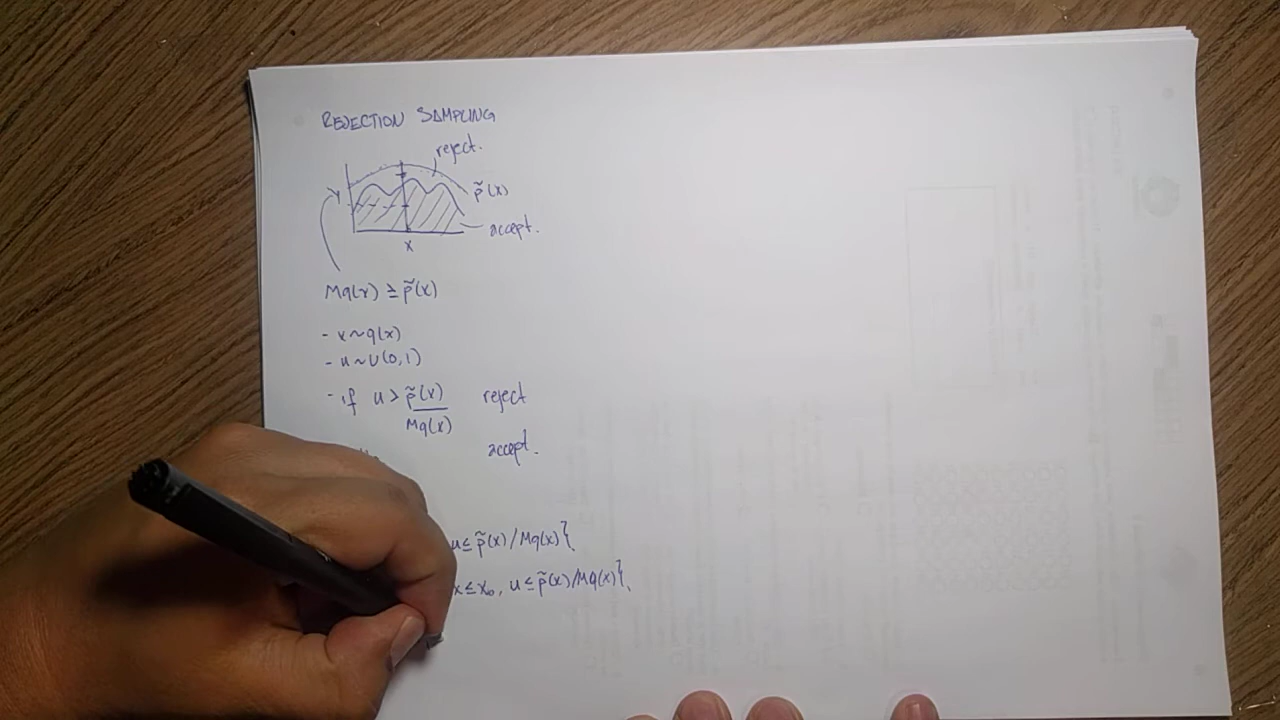 REJECTION SAMPLING
reject.
p̃(x)
accept.
x
Mq(x) ≥ p̃(x)
- x ~ q(x)
- u ~ U(0,1)
- if u > p̃(x) reject
Mq(x)
accept.
u ≤ p̃(x) / Mq(x)}
x ≤ x₀, u ≤ p̃(x)/Mq(x)}